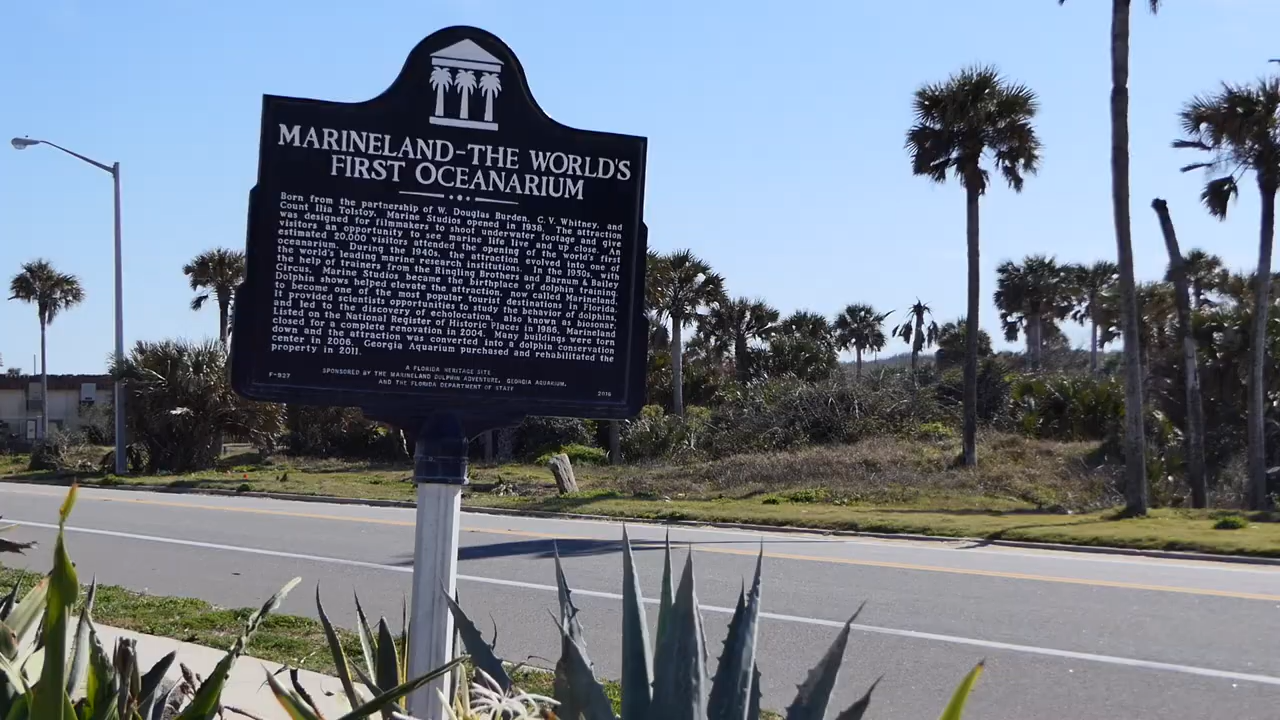 MARINELAND-THE WORLD'S
FIRST OCEANARIUM
Born from the partnership of W. Douglas Burden, C. V. Whitney, and
Count Ilia Tolstoy, Marine Studios opened in 1938. The attraction
was designed for filmmakers to shoot underwater footage and give
visitors an opportunity to see marine life live and up close. An
estimated 20,000 visitors attended the opening of the world's first
oceanarium. During the 1940s, the attraction evolved into one of
the world's leading marine research institutions. In the 1950s, with
the help of trainers from the Ringling Brothers and Barnum & Bailey
Circus, Marine Studios became the birthplace of dolphin training.
Dolphin shows helped elevate the attraction, now called Marineland,
to become one of the most popular tourist destinations in Florida.
It provided scientists opportunities to study the behavior of dolphins,
and led to the discovery of echolocation, also known as biosonar.
Listed on the National Register of Historic Places in 1986, Marineland
closed for a complete renovation in 2004. Many buildings were torn
down and the attraction was converted into a dolphin conservation
center in 2006. Georgia Aquarium purchased and rehabilitated the
property in 2011.
A FLORIDA HERITAGE SITE
F-937 SPONSORED BY THE MARINELAND DOLPHIN ADVENTURE, GEORGIA AQUARIUM,
AND THE FLORIDA DEPARTMENT OF STATE 2016